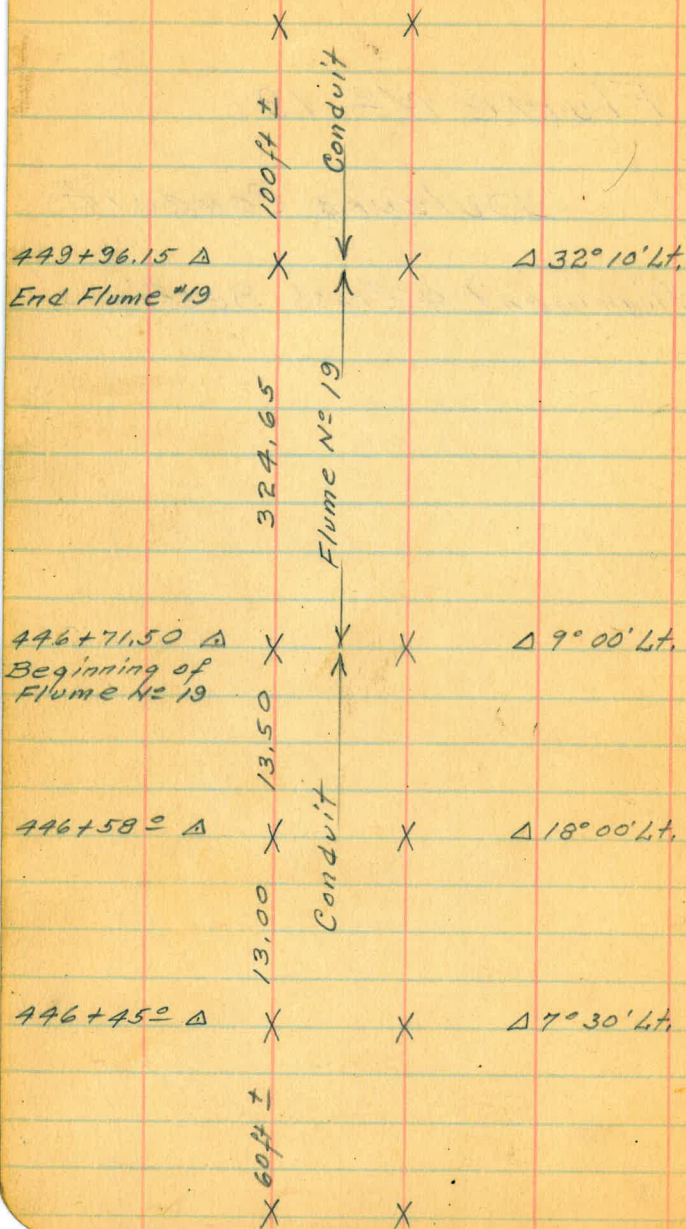 Conduit
100ft ±
449+96.15 △ △ 32° 10' Lt.
End Flume #19
324.65
Flume Nº 19
446+71.50 △ △ 9° 00' Lt.
Beginning of
Flume Nº 19
13.50
446+58º △ △ 18° 00' Lt.
Conduit
13.00
446+45º △ △ 7° 30' Lt.
60ft ±